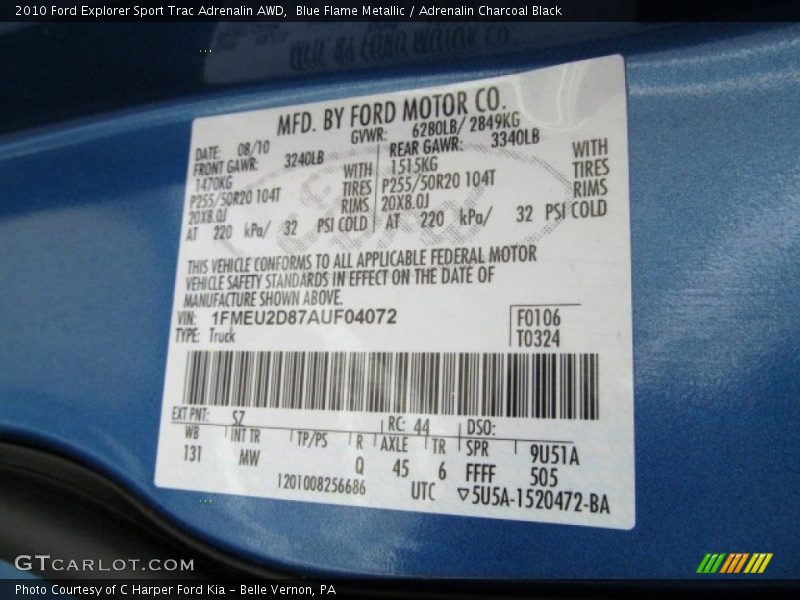 2010 Ford Explorer Sport Trac Adrenalin AWD,  Blue Flame Metallic / Adrenalin Charcoal Black
MFD. BY FORD MOTOR CO.
DATE: 08/10 GVWR: 6280LB/ 2849KG
FRONT GAWR: 3240LB REAR GAWR: 3340LB
1470KG WITH 1515KG WITH
P255/50R20 104T TIRES P255/50R20 104T TIRES
20X8.0J RIMS 20X8.0J RIMS
AT 220 kPa/ 32 PSI COLD AT 220 kPa/ 32 PSI COLD
THIS VEHICLE CONFORMS TO ALL APPLICABLE FEDERAL MOTOR
VEHICLE SAFETY STANDARDS IN EFFECT ON THE DATE OF
MANUFACTURE SHOWN ABOVE.
VIN: 1FMEU2D87AUF04072 F0106
TYPE: Truck T0324
EXT PNT: SZ RC: 44 DSO:
WB INT TR TP/PS R AXLE TR SPR 9U51A
131 MW Q 45 6 FFFF 505
1201008256686 UTC ▽5U5A-1520472-BA
GTCARLOT.COM
Photo Courtesy of C Harper Ford Kia – Belle Vernon, PA